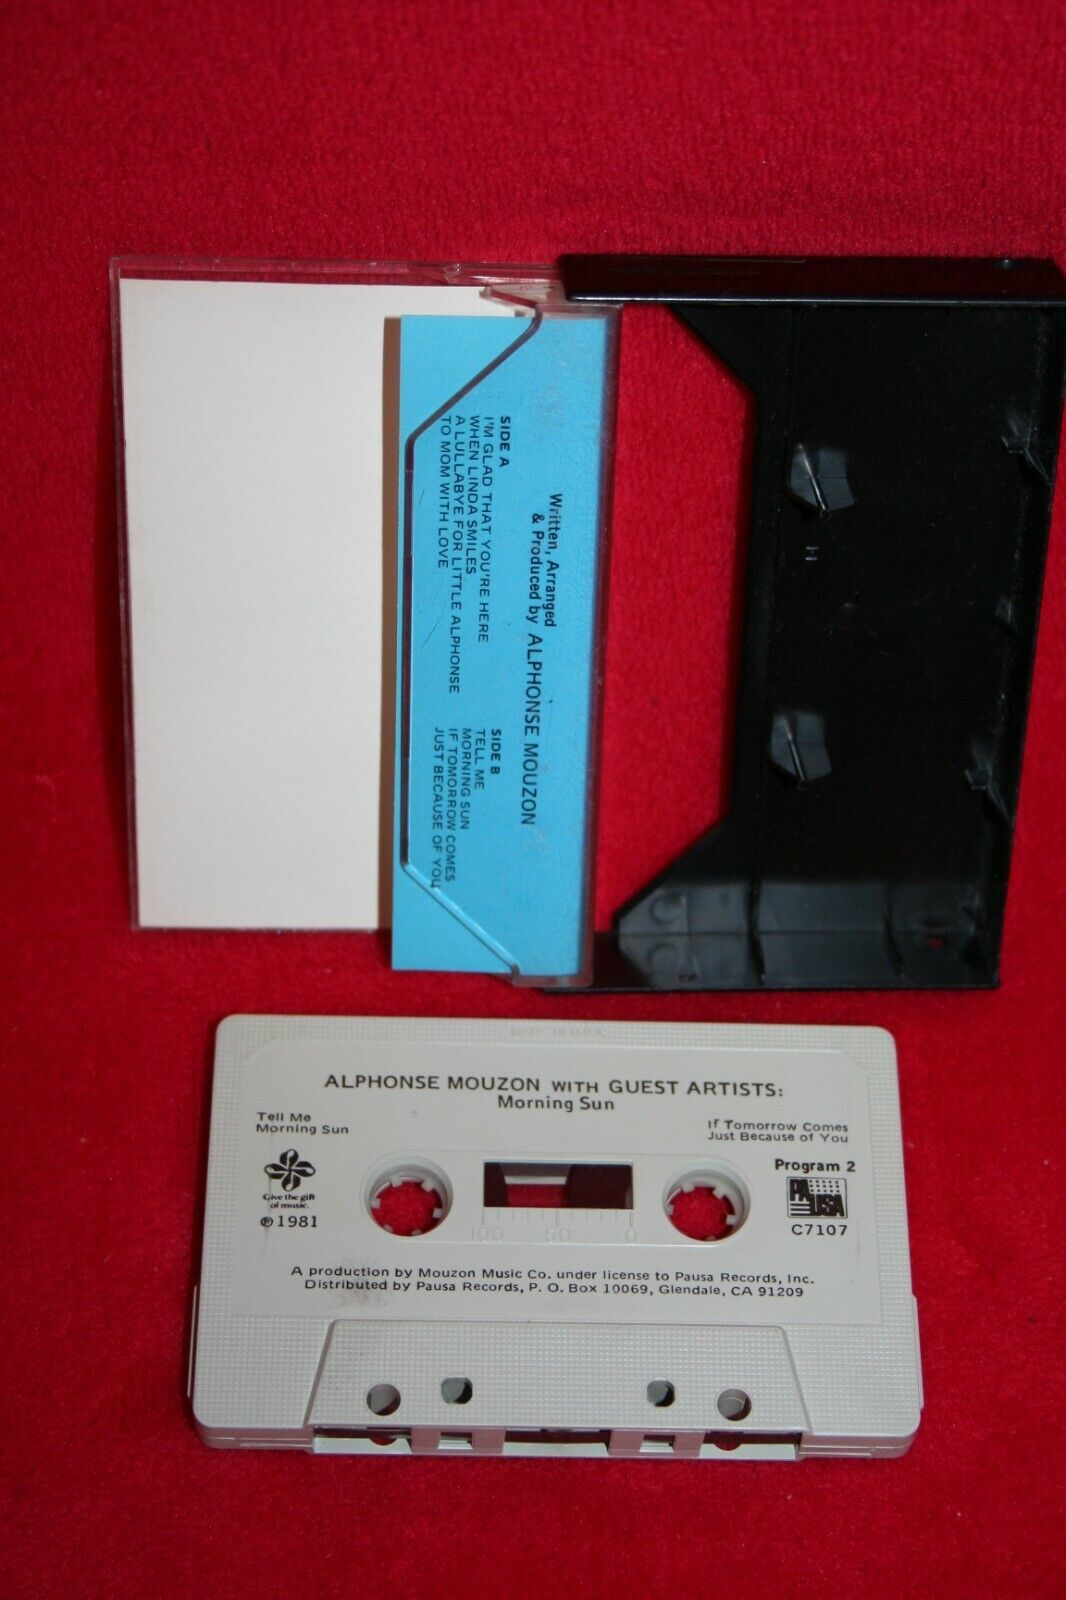 Written, Arranged
& Produced by ALPHONSE MOUZON
SIDE A
I'M GLAD THAT YOU'RE HERE
WHEN LINDA SMILES
A LULLABYE FOR LITTLE ALPHONSE
TO MOM WITH LOVE
SIDE B
TELL ME
MORNING SUN
IF TOMORROW COMES
JUST BECAUSE OF YOU
MADE IN U.S.A.
ALPHONSE MOUZON WITH GUEST ARTISTS:
Morning Sun
Tell Me
Morning Sun
If Tomorrow Comes
Just Because of You
Give the gift
of music.
℗ 1981
Program 2
PAUSA
C7107
100 50 0
A production by Mouzon Music Co. under license to Pausa Records, Inc.
Distributed by Pausa Records, P. O. Box 10069, Glendale, CA 91209